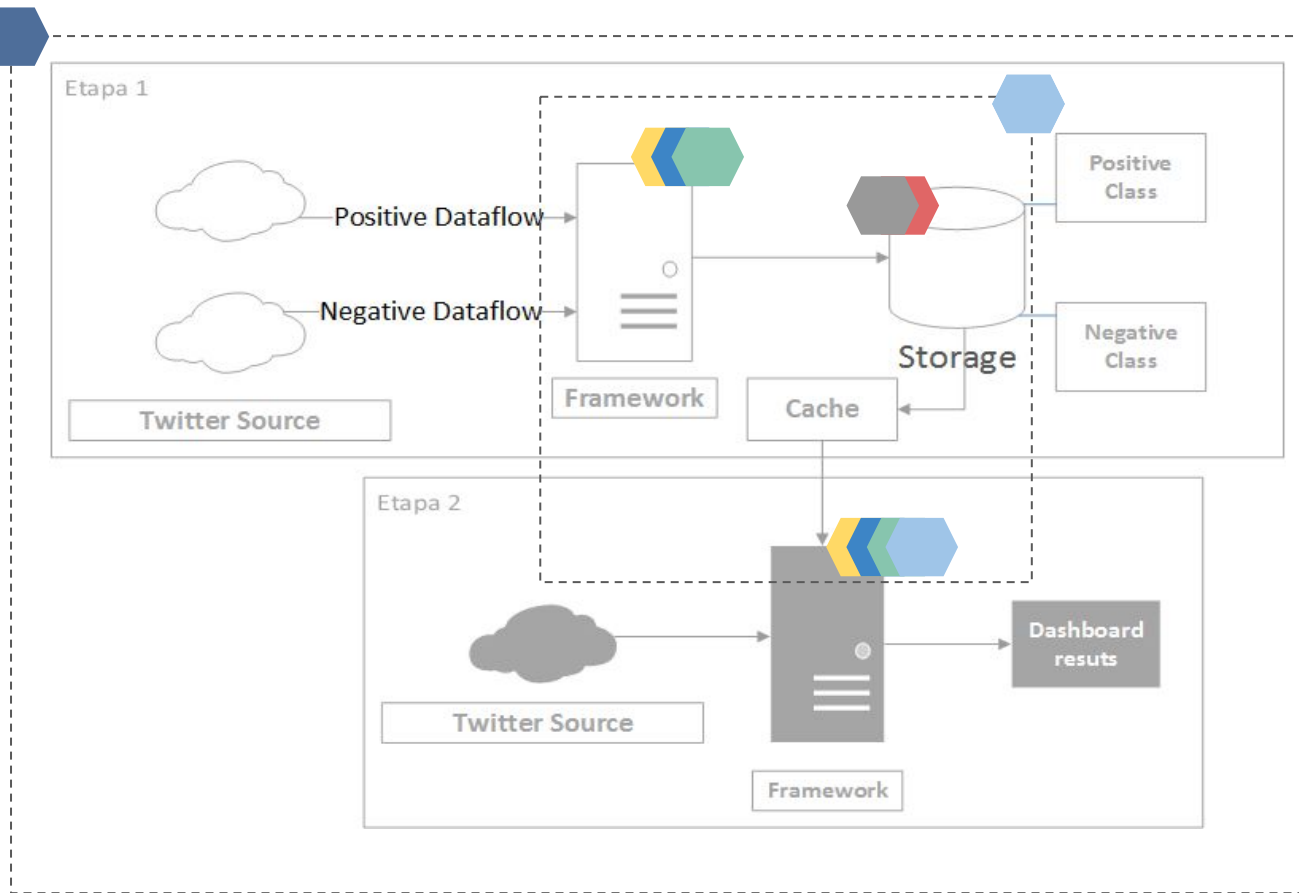 Etapa 1
Positive
Class
Positive Dataflow
Negative Dataflow
Negative
Class
Storage
Framework
Cache
Twitter Source
Etapa 2
Dashboard
resuts
Twitter Source
Framework